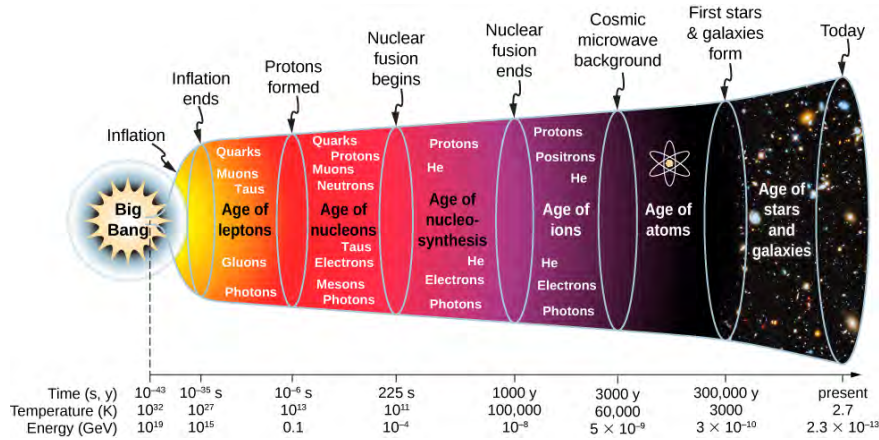 Inflation
Inflation
ends
Protons
formed
Nuclear
fusion
begins
Nuclear
fusion
ends
Cosmic
microwave
background
First stars
& galaxies
form
Today
Big
Bang
Quarks
Muons
Taus
Age of
leptons
Gluons
Photons
Quarks
Protons
Muons
Neutrons
Age of
nucleons
Taus
Electrons
Mesons
Photons
Protons
He
Age of
nucleo-
synthesis
He
Electrons
Photons
Protons
Positrons
He
Age of
ions
He
Electrons
Photons
Age of
atoms
Age of
stars
and
galaxies
Time (s, y) 10⁻⁴³ 10⁻³⁵ s 10⁻⁶ s 225 s 1000 y 3000 y 300,000 y present
Temperature (K) 10³² 10²⁷ 10¹³ 10¹¹ 100,000 60,000 3000 2.7
Energy (GeV) 10¹⁹ 10¹⁵ 0.1 10⁻⁴ 10⁻⁸ 5 × 10⁻⁹ 3 × 10⁻¹⁰ 2.3 × 10⁻¹³